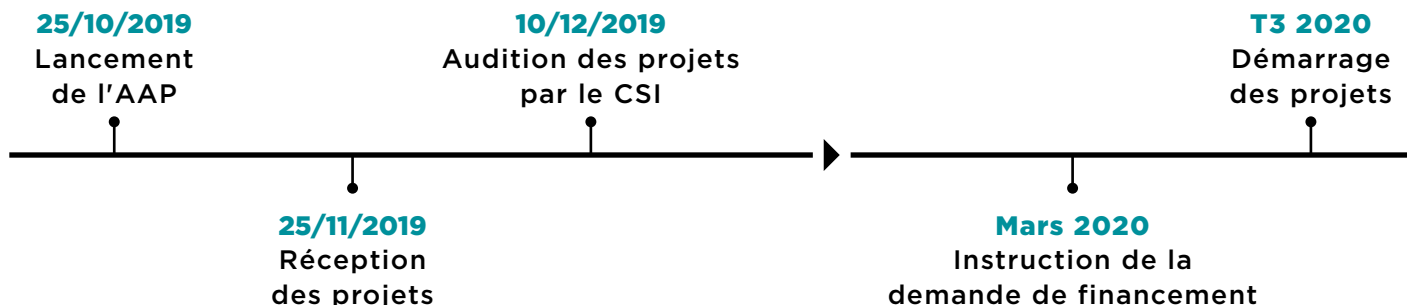 25/10/2019
Lancement
de l'AAP
25/11/2019
Réception
des projets
10/12/2019
Audition des projets
par le CSI
Mars 2020
Instruction de la
demande de financement
T3 2020
Démarrage
des projets